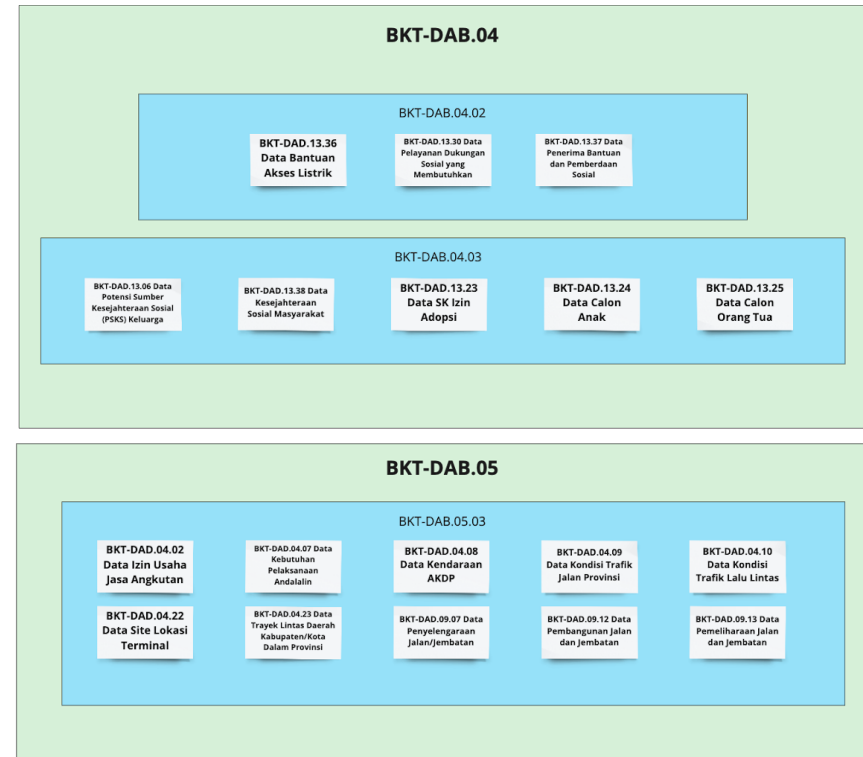 BKT-DAB.04
BKT-DAB.04.02
BKT-DAD.13.36
Data Bantuan
Akses Listrik
BKT-DAD.13.30 Data
Pelayanan Dukungan
Sosial yang
Membutuhkan
BKT-DAD.13.37 Data
Penerima Bantuan
dan Pemberdaan
Sosial
BKT-DAB.04.03
BKT-DAD.13.06 Data
Potensi Sumber
Kesejahteraan Sosial
(PSKS) Keluarga
BKT-DAD.13.38 Data
Kesejahteraan
Sosial Masyarakat
BKT-DAD.13.23
Data SK Izin
Adopsi
BKT-DAD.13.24
Data Calon
Anak
BKT-DAD.13.25
Data Calon
Orang Tua
BKT-DAB.05
BKT-DAB.05.03
BKT-DAD.04.02
Data Izin Usaha
Jasa Angkutan
BKT-DAD.04.07 Data
Kebutuhan
Pelaksanaan
Andalalin
BKT-DAD.04.08
Data Kendaraan
AKDP
BKT-DAD.04.09
Data Kondisi Trafik
Jalan Provinsi
BKT-DAD.04.10
Data Kondisi
Trafik Lalu Lintas
BKT-DAD.04.22
Data Site Lokasi
Terminal
BKT-DAD.04.23 Data
Trayek Lintas Daerah
Kabupaten/Kota
Dalam Provinsi
BKT-DAD.09.07 Data
Penyelengaraan
Jalan/Jembatan
BKT-DAD.09.12 Data
Pembangunan Jalan
dan Jembatan
BKT-DAD.09.13 Data
Pemeliharaan Jalan
dan Jembatan